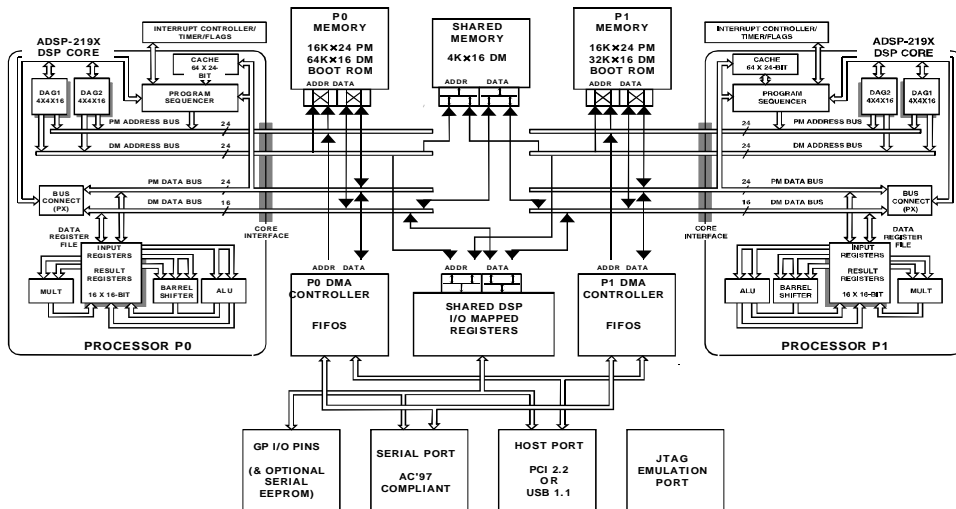 ADSP-219X
DSP CORE
INTERRUPT CONTROLLER/
TIMER/FLAGS
CACHE
64 X 24-
BIT
DAG1
4X4X16
DAG2
4X4X16
PROGRAM
SEQUENCER
PM ADDRESS BUS 24
DM ADDRESS BUS 24
PM DATA BUS 24
DM DATA BUS 16
BUS
CONNECT
(PX)
DATA
REGISTER
FILE
INPUT
REGISTERS
RESULT
REGISTERS
16 X 16-BIT
MULT
BARREL
SHIFTER
ALU
CORE
INTERFACE
PROCESSOR P0
P0
MEMORY
16K×24 PM
64K×16 DM
BOOT ROM
ADDR DATA
SHARED
MEMORY
4K×16 DM
ADDR DATA
P1
MEMORY
16K×24 PM
32K×16 DM
BOOT ROM
ADDR DATA
ADDR DATA
P0 DMA
CONTROLLER
FIFOS
ADDR DATA
SHARED DSP
I/O MAPPED
REGISTERS
ADDR DATA
P1 DMA
CONTROLLER
FIFOS
INTERRUPT CONTROLLER/
TIMER/FLAGS
ADSP-219X
DSP CORE
CACHE
64 X 24-BIT
PROGRAM
SEQUENCER
DAG2
4X4X16
DAG1
4X4X16
24 PM ADDRESS BUS
24 DM ADDRESS BUS
24 PM DATA BUS
16 DM DATA BUS
BUS
CONNECT
(PX)
CORE
INTERFACE
DATA
REGISTER
FILE
INPUT
REGISTERS
RESULT
REGISTERS
16 X 16-BIT
ALU
BARREL
SHIFTER
MULT
PROCESSOR P1
GP I/O PINS
(& OPTIONAL
SERIAL
EEPROM)
SERIAL PORT
AC'97
COMPLIANT
HOST PORT
PCI 2.2
OR
USB 1.1
JTAG
EMULATION
PORT